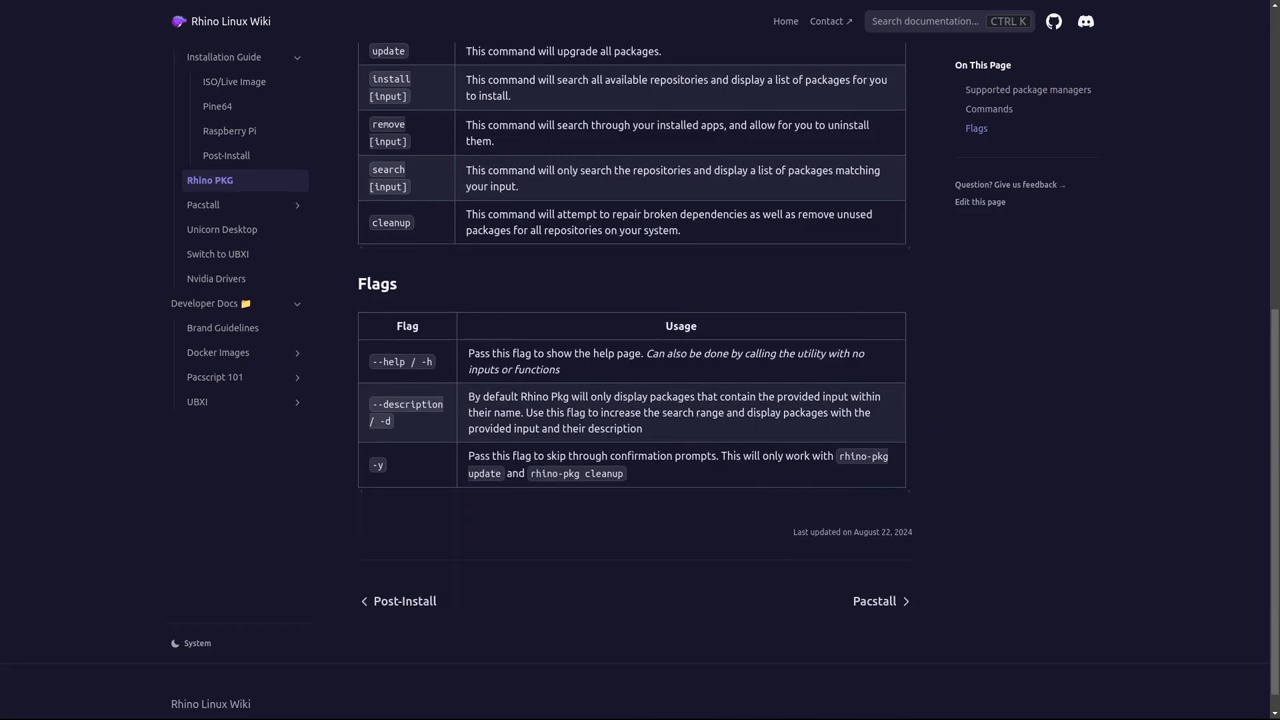 Rhino Linux Wiki
Home
Contact ↗
Search documentation…
CTRL K
Installation Guide
ISO/Live Image
Pine64
Raspberry Pi
Post-Install
Rhino PKG
Pacstall
Unicorn Desktop
Switch to UBXI
Nvidia Drivers
Developer Docs 📁
Brand Guidelines
Docker Images
Pacscript 101
UBXI
System
update
This command will upgrade all packages.
install
[input]
This command will search all available repositories and display a list of packages for you
to install.
remove
[input]
This command will search through your installed apps, and allow for you to uninstall
them.
search
[input]
This command will only search the repositories and display a list of packages matching
your input.
cleanup
This command will attempt to repair broken dependencies as well as remove unused
packages for all repositories on your system.
Flags
Flag
Usage
--help / -h
Pass this flag to show the help page. Can also be done by calling the utility with no
inputs or functions
--description
/ -d
By default Rhino Pkg will only display packages that contain the provided input within
their name. Use this flag to increase the search range and display packages with the
provided input and their description
-y
Pass this flag to skip through confirmation prompts. This will only work with rhino-pkg
update and rhino-pkg cleanup
Last updated on August 22, 2024
Post-Install
Pacstall
On This Page
Supported package managers
Commands
Flags
Question? Give us feedback →
Edit this page
Rhino Linux Wiki